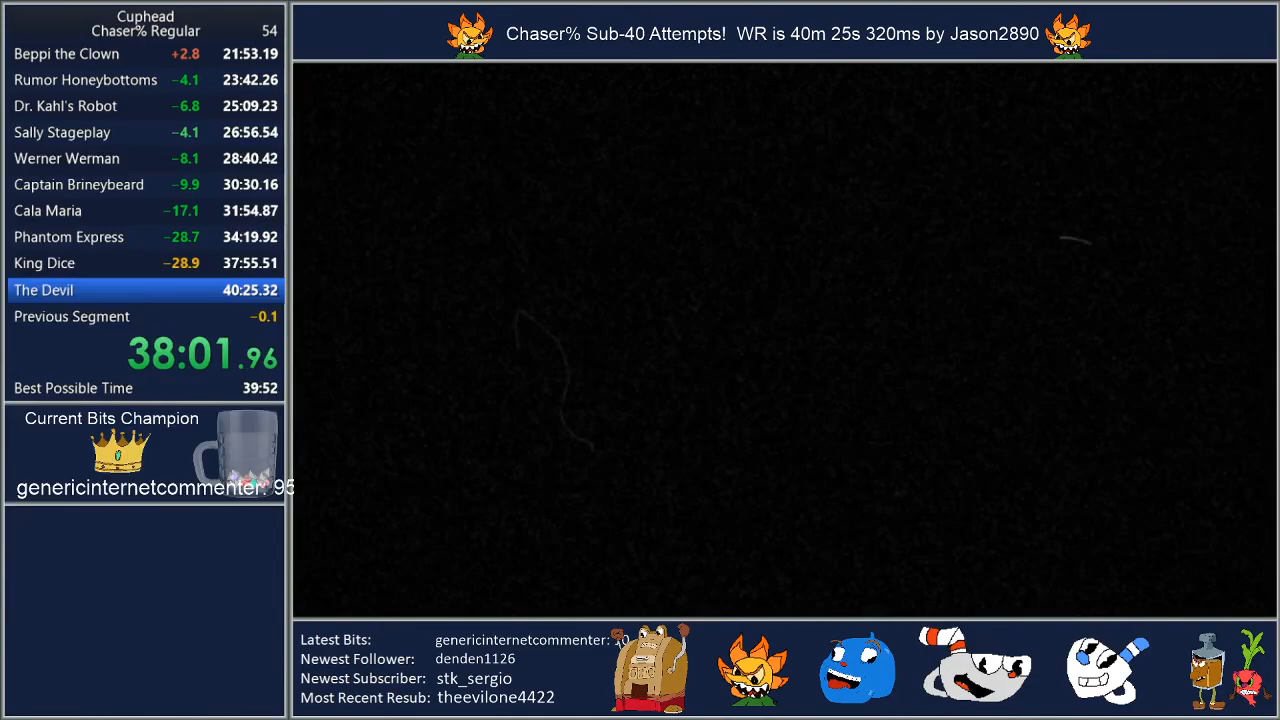 Cuphead
Chaser% Regular 54
Beppi the Clown +2.8 21:53.19
Rumor Honeybottoms -4.1 23:42.26
Dr. Kahl's Robot -6.8 25:09.23
Sally Stageplay -4.1 26:56.54
Werner Werman -8.1 28:40.42
Captain Brineybeard -9.9 30:30.16
Cala Maria -17.1 31:54.87
Phantom Express -28.7 34:19.92
King Dice -28.9 37:55.51
The Devil 40:25.32
Previous Segment -0.1
38:01.96
Best Possible Time 39:52
Current Bits Champion
genericinternetcommenter: 95
Chaser% Sub-40 Attempts! WR is 40m 25s 320ms by Jason2890
Latest Bits: genericinternetcommenter:
Newest Follower: denden1126
Newest Subscriber: stk_sergio
Most Recent Resub: theevilone4422